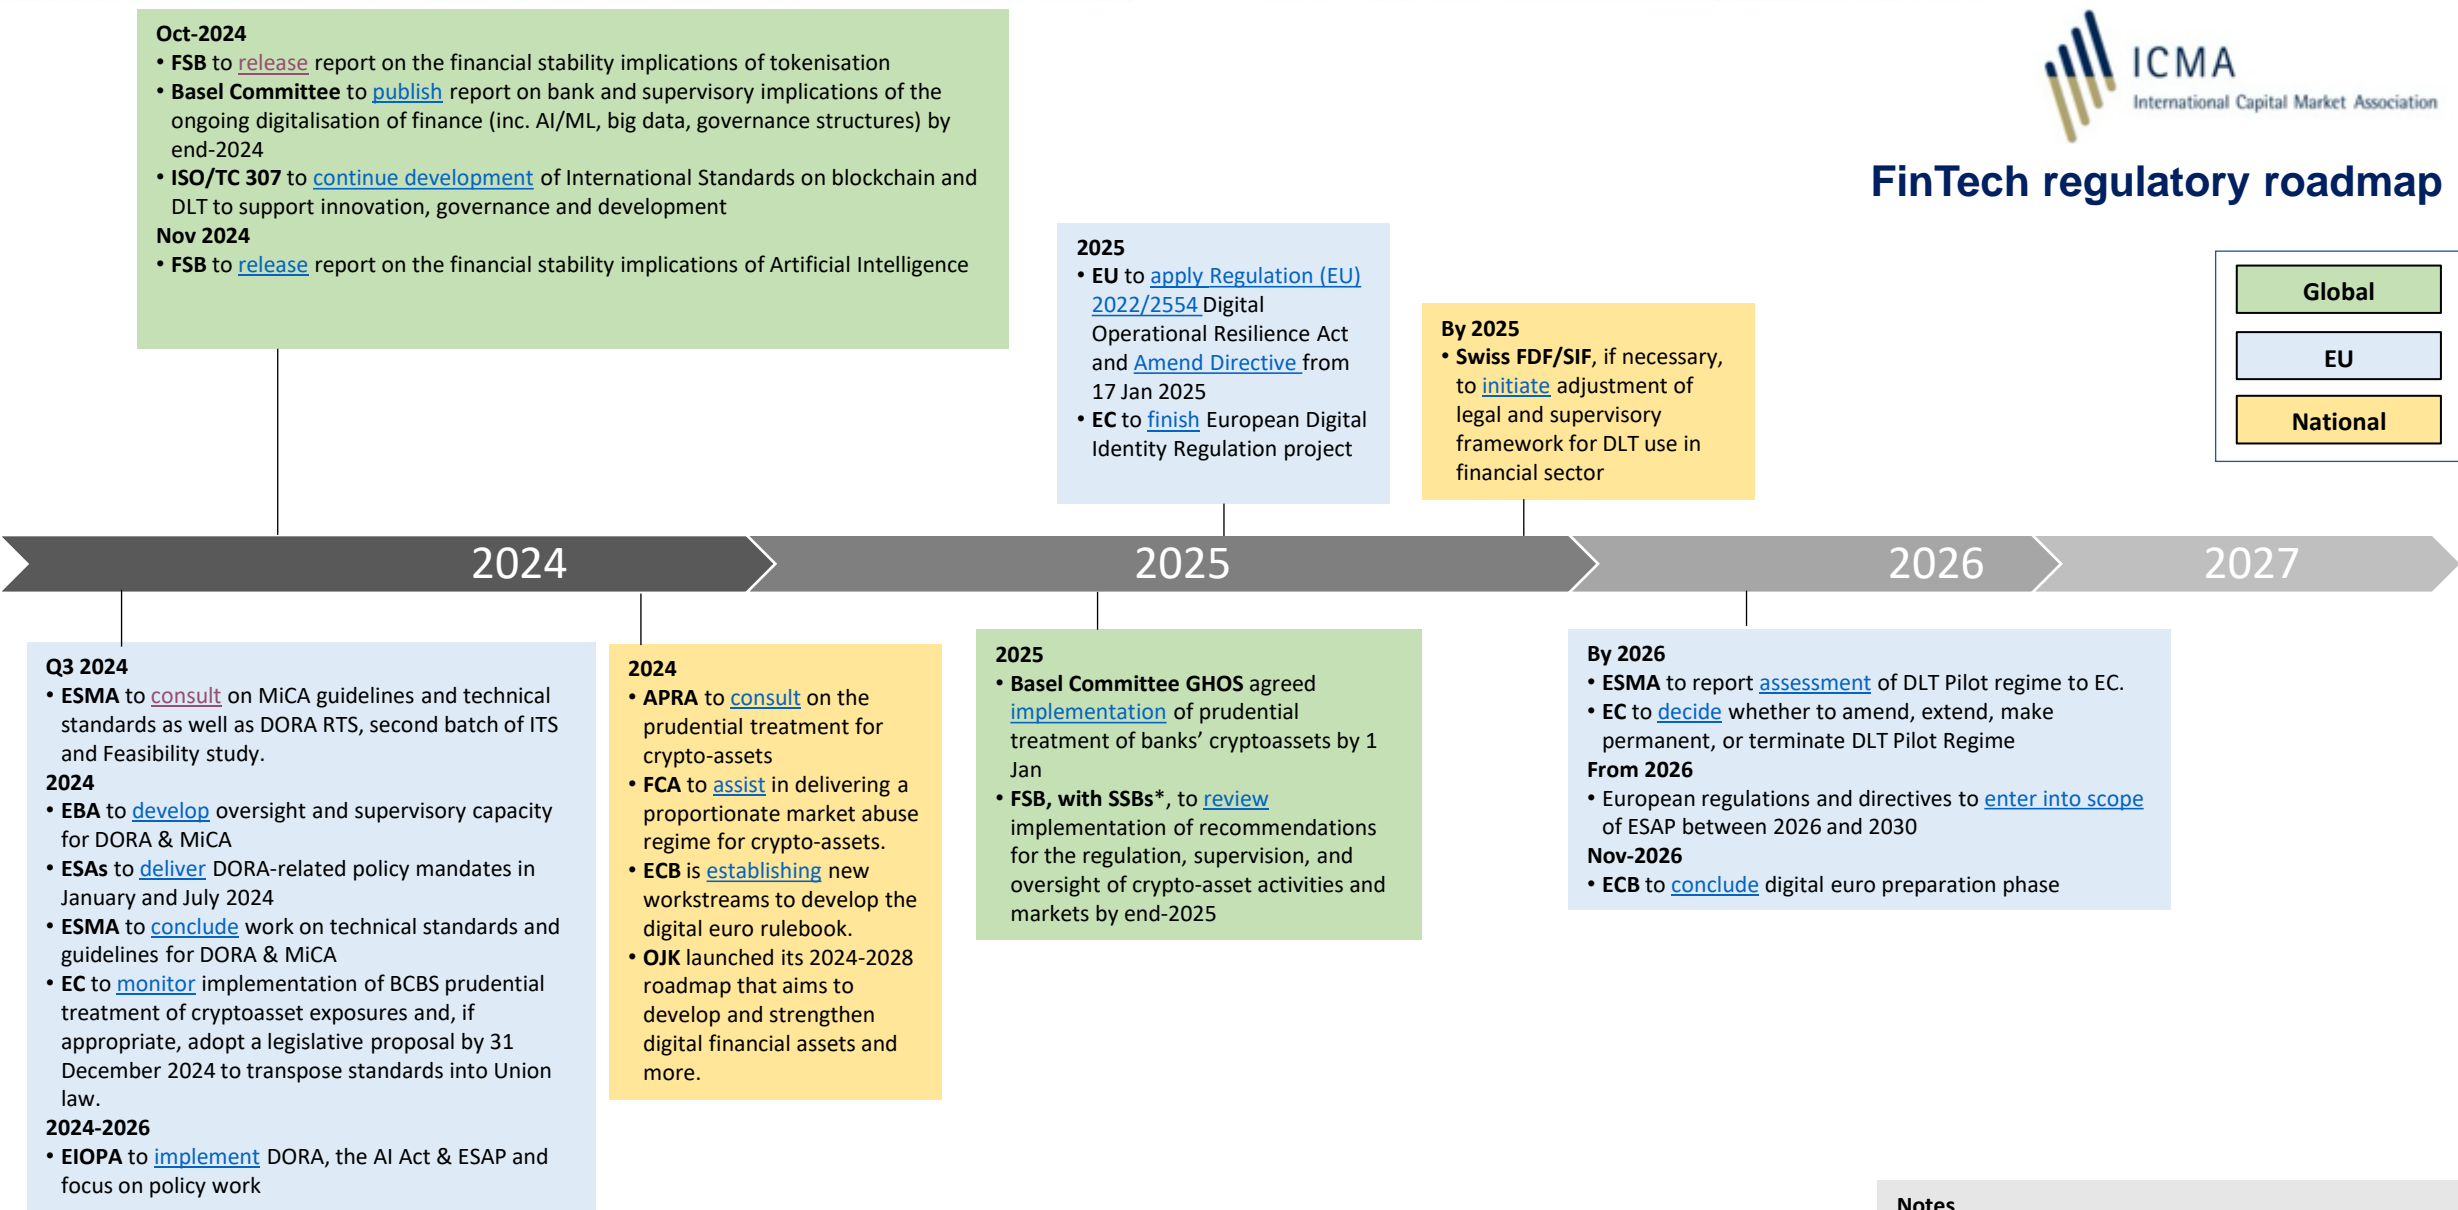 Oct-2024
• FSB to release report on the financial stability implications of tokenisation
• Basel Committee to publish report on bank and supervisory implications of the
ongoing digitalisation of finance (inc. AI/ML, big data, governance structures) by
end-2024
• ISO/TC 307 to continue development of International Standards on blockchain and
DLT to support innovation, governance and development
Nov 2024
• FSB to release report on the financial stability implications of Artificial Intelligence
ICMA
International Capital Market Association
FinTech regulatory roadmap
2025
• EU to apply Regulation (EU)
2022/2554 Digital
Operational Resilience Act
and Amend Directive from
17 Jan 2025
• EC to finish European Digital
Identity Regulation project
By 2025
• Swiss FDF/SIF, if necessary,
to initiate adjustment of
legal and supervisory
framework for DLT use in
financial sector
Global
EU
National
2024
2025
2026
2027
Q3 2024
• ESMA to consult on MiCA guidelines and technical
standards as well as DORA RTS, second batch of ITS
and Feasibility study.
2024
• EBA to develop oversight and supervisory capacity
for DORA & MiCA
• ESAs to deliver DORA-related policy mandates in
January and July 2024
• ESMA to conclude work on technical standards and
guidelines for DORA & MiCA
• EC to monitor implementation of BCBS prudential
treatment of cryptoasset exposures and, if
appropriate, adopt a legislative proposal by 31
December 2024 to transpose standards into Union
law.
2024-2026
• EIOPA to implement DORA, the AI Act & ESAP and
focus on policy work
2024
• APRA to consult on the
prudential treatment for
crypto-assets
• FCA to assist in delivering a
proportionate market abuse
regime for crypto-assets.
• ECB is establishing new
workstreams to develop the
digital euro rulebook.
• OJK launched its 2024-2028
roadmap that aims to
develop and strengthen
digital financial assets and
more.
2025
• Basel Committee GHOS agreed
implementation of prudential
treatment of banks’ cryptoassets by 1
Jan
• FSB, with SSBs*, to review
implementation of recommendations
for the regulation, supervision, and
oversight of crypto-asset activities and
markets by end-2025
By 2026
• ESMA to report assessment of DLT Pilot regime to EC.
• EC to decide whether to amend, extend, make
permanent, or terminate DLT Pilot Regime
From 2026
• European regulations and directives to enter into scope
of ESAP between 2026 and 2030
Nov-2026
• ECB to conclude digital euro preparation phase
Notes